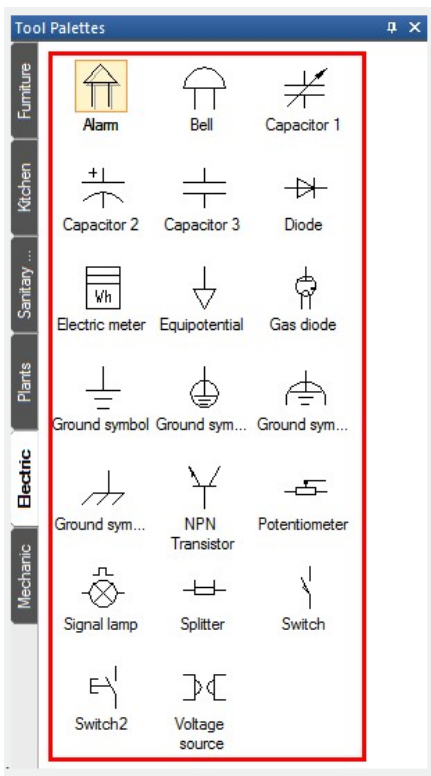 Tool Palettes
Furniture
Kitchen
Sanitary ...
Plants
Electric
Mechanic
Alarm
Bell
Capacitor 1
Capacitor 2
Capacitor 3
Diode
Wh
Electric meter
Equipotential
Gas diode
Ground symbol
Ground sym...
Ground sym...
Ground sym...
NPN
Transistor
Potentiometer
Signal lamp
Splitter
Switch
Switch2
Voltage
source